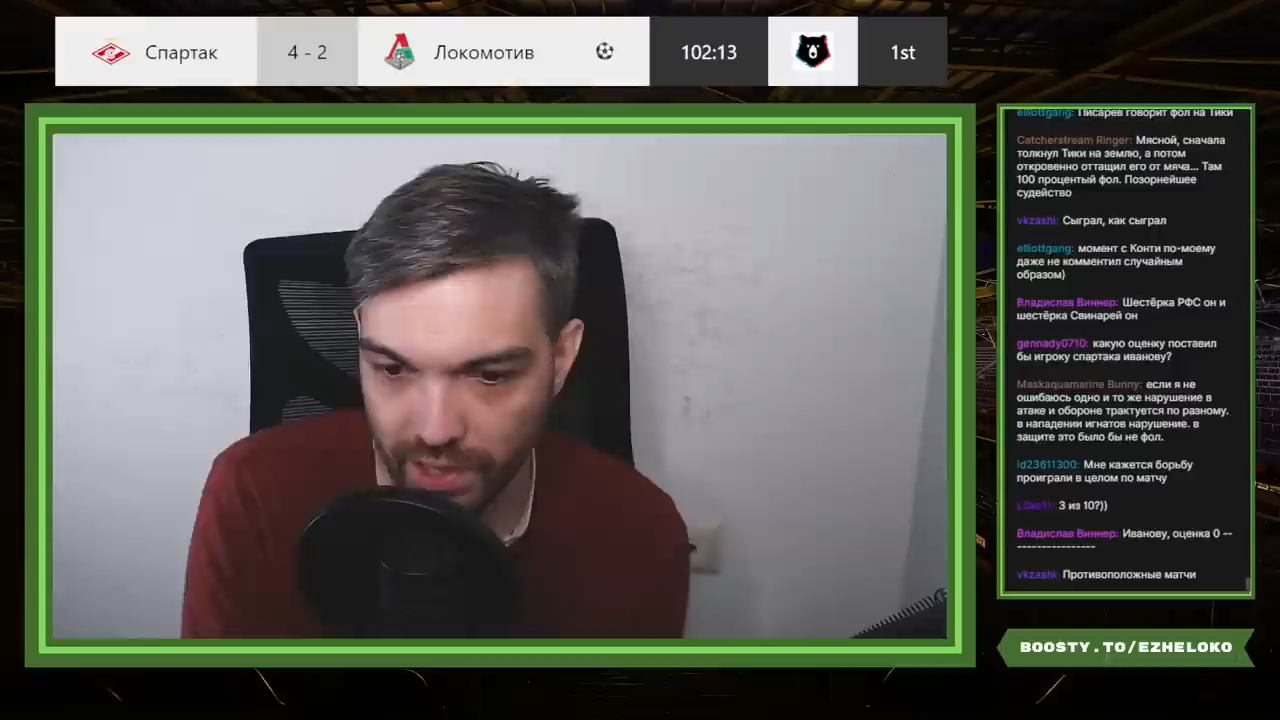 Спартак 4 - 2 Локомотив 102:13 1st
elliottgang: Писарев говорит фол на Тики
Catcherstream Ringer: Мясной, сначала
толкнул Тики на землю, а потом
откровенно оттащил его от мяча... Там
100 процентый фол. Позорнейшее
судейство
vkzashi: Сыграл, как сыграл
elliottgang: момент с Конти по-моему
даже не комментил случайным
образом)
Владислав Виннер: Шестёрка РФС он и
шестёрка Свинарей он
gennady0710: какую оценку поставил
бы игроку спартака иванову?
Maskaquamarine Bunny: если я не
ошибаюсь одно и то же нарушение в
атаке и обороне трактуется по разному.
в нападении игнатов нарушение. в
защите это было бы не фол.
id23611300: Мне кажется борьбу
проиграли в целом по матчу
3 из 10?))
Владислав Виннер: Иванову, оценка 0 --
-----------------
vkzashi: Противоположные матчи
BOOSTY.TO/EZHELOKO